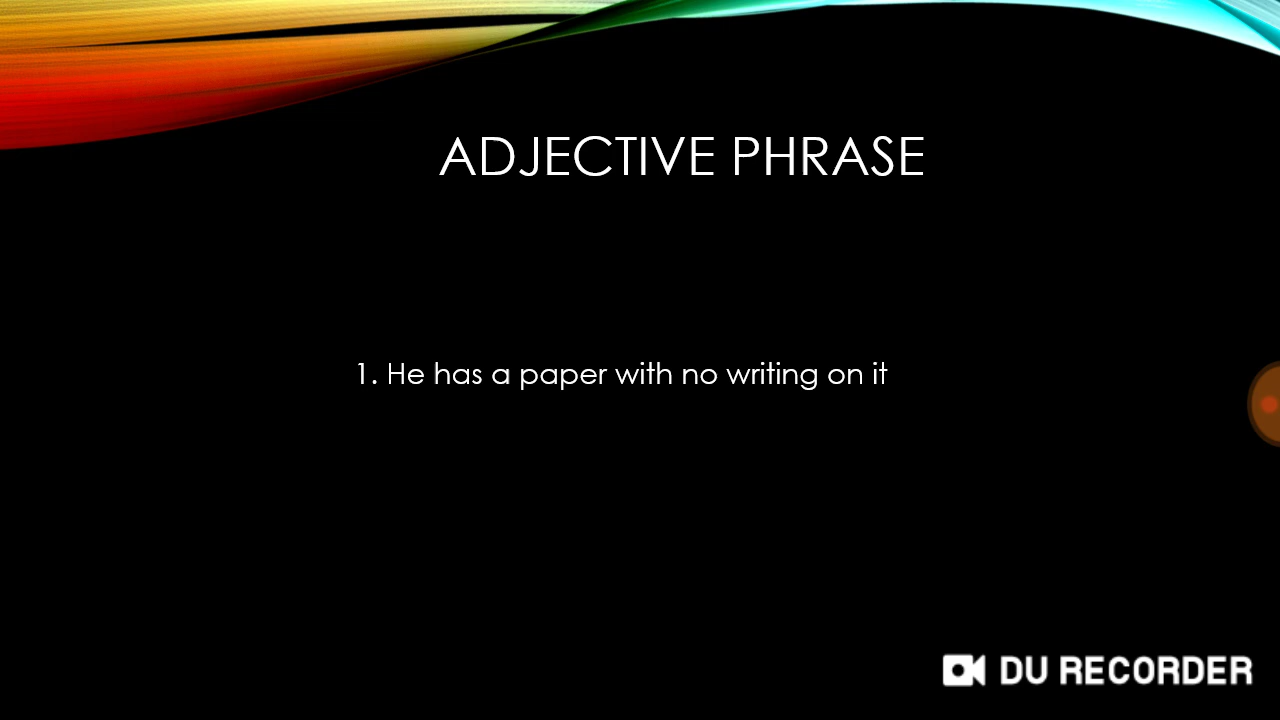 ADJECTIVE PHRASE
1. He has a paper with no writing on it
DU RECORDER